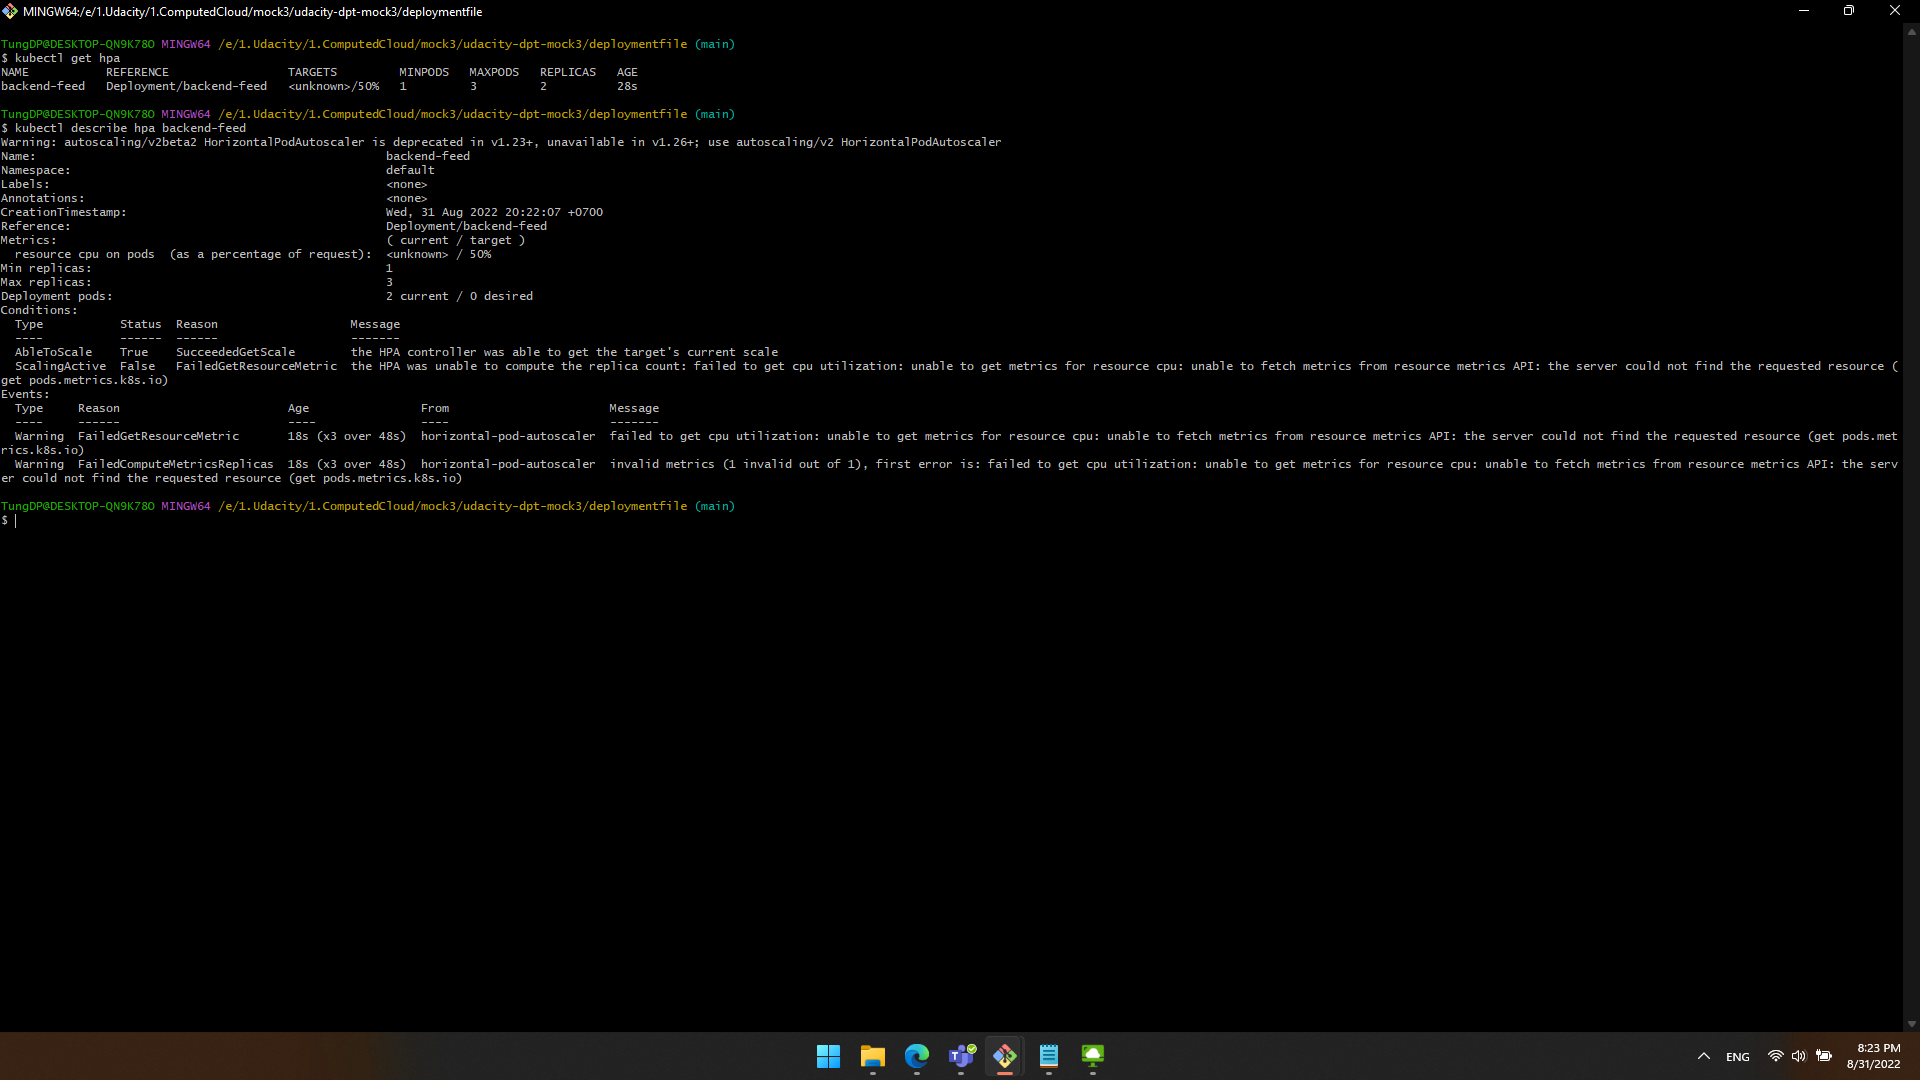 MINGW64:/e/1.Udacity/1.ComputedCloud/mock3/udacity-dpt-mock3/deploymentfile
TungDP@DESKTOP-QN9K78O MINGW64 /e/1.Udacity/1.ComputedCloud/mock3/udacity-dpt-mock3/deploymentfile (main)
$ kubectl get hpa
NAME REFERENCE TARGETS MINPODS MAXPODS REPLICAS AGE
backend-feed Deployment/backend-feed <unknown>/50% 1 3 2 28s
TungDP@DESKTOP-QN9K78O MINGW64 /e/1.Udacity/1.ComputedCloud/mock3/udacity-dpt-mock3/deploymentfile (main)
$ kubectl describe hpa backend-feed
Warning: autoscaling/v2beta2 HorizontalPodAutoscaler is deprecated in v1.23+, unavailable in v1.26+; use autoscaling/v2 HorizontalPodAutoscaler
Name: backend-feed
Namespace: default
Labels: <none>
Annotations: <none>
CreationTimestamp: Wed, 31 Aug 2022 20:22:07 +0700
Reference: Deployment/backend-feed
Metrics: ( current / target )
resource cpu on pods (as a percentage of request): <unknown> / 50%
Min replicas: 1
Max replicas: 3
Deployment pods: 2 current / 0 desired
Conditions:
Type Status Reason Message
---- ------ ------ -------
AbleToScale True SucceededGetScale the HPA controller was able to get the target's current scale
ScalingActive False FailedGetResourceMetric the HPA was unable to compute the replica count: failed to get cpu utilization: unable to get metrics for resource cpu: unable to fetch metrics from resource metrics API: the server could not find the requested resource (
get pods.metrics.k8s.io)
Events:
Type Reason Age From Message
---- ------ ---- ---- -------
Warning FailedGetResourceMetric 18s (x3 over 48s) horizontal-pod-autoscaler failed to get cpu utilization: unable to get metrics for resource cpu: unable to fetch metrics from resource metrics API: the server could not find the requested resource (get pods.met
rics.k8s.io)
Warning FailedComputeMetricsReplicas 18s (x3 over 48s) horizontal-pod-autoscaler invalid metrics (1 invalid out of 1), first error is: failed to get cpu utilization: unable to get metrics for resource cpu: unable to fetch metrics from resource metrics API: the serv
er could not find the requested resource (get pods.metrics.k8s.io)
TungDP@DESKTOP-QN9K78O MINGW64 /e/1.Udacity/1.ComputedCloud/mock3/udacity-dpt-mock3/deploymentfile (main)
$
ENG
8:23 PM
8/31/2022